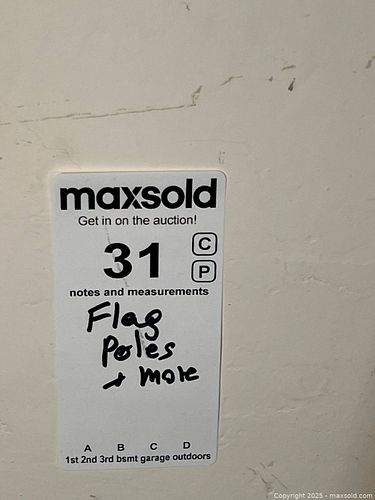 maxsold
Get in on the auction!
31
C
P
notes and measurements
Flag
Poles
+ more
A B C D
1st 2nd 3rd bsmt garage outdoors
Copyright 2025 - maxsold.com